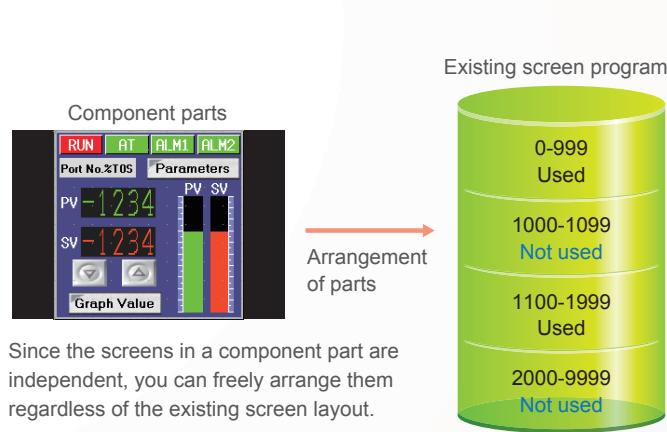 Existing screen program
Component parts
RUN AT ALM1 ALM2
Port No.%T0S Parameters
PV SV
PV -1234
SV -1234
Graph Value
Arrangement
of parts
0-999
Used
1000-1099
Not used
1100-1999
Used
2000-9999
Not used
Since the screens in a component part are
independent, you can freely arrange them
regardless of the existing screen layout.